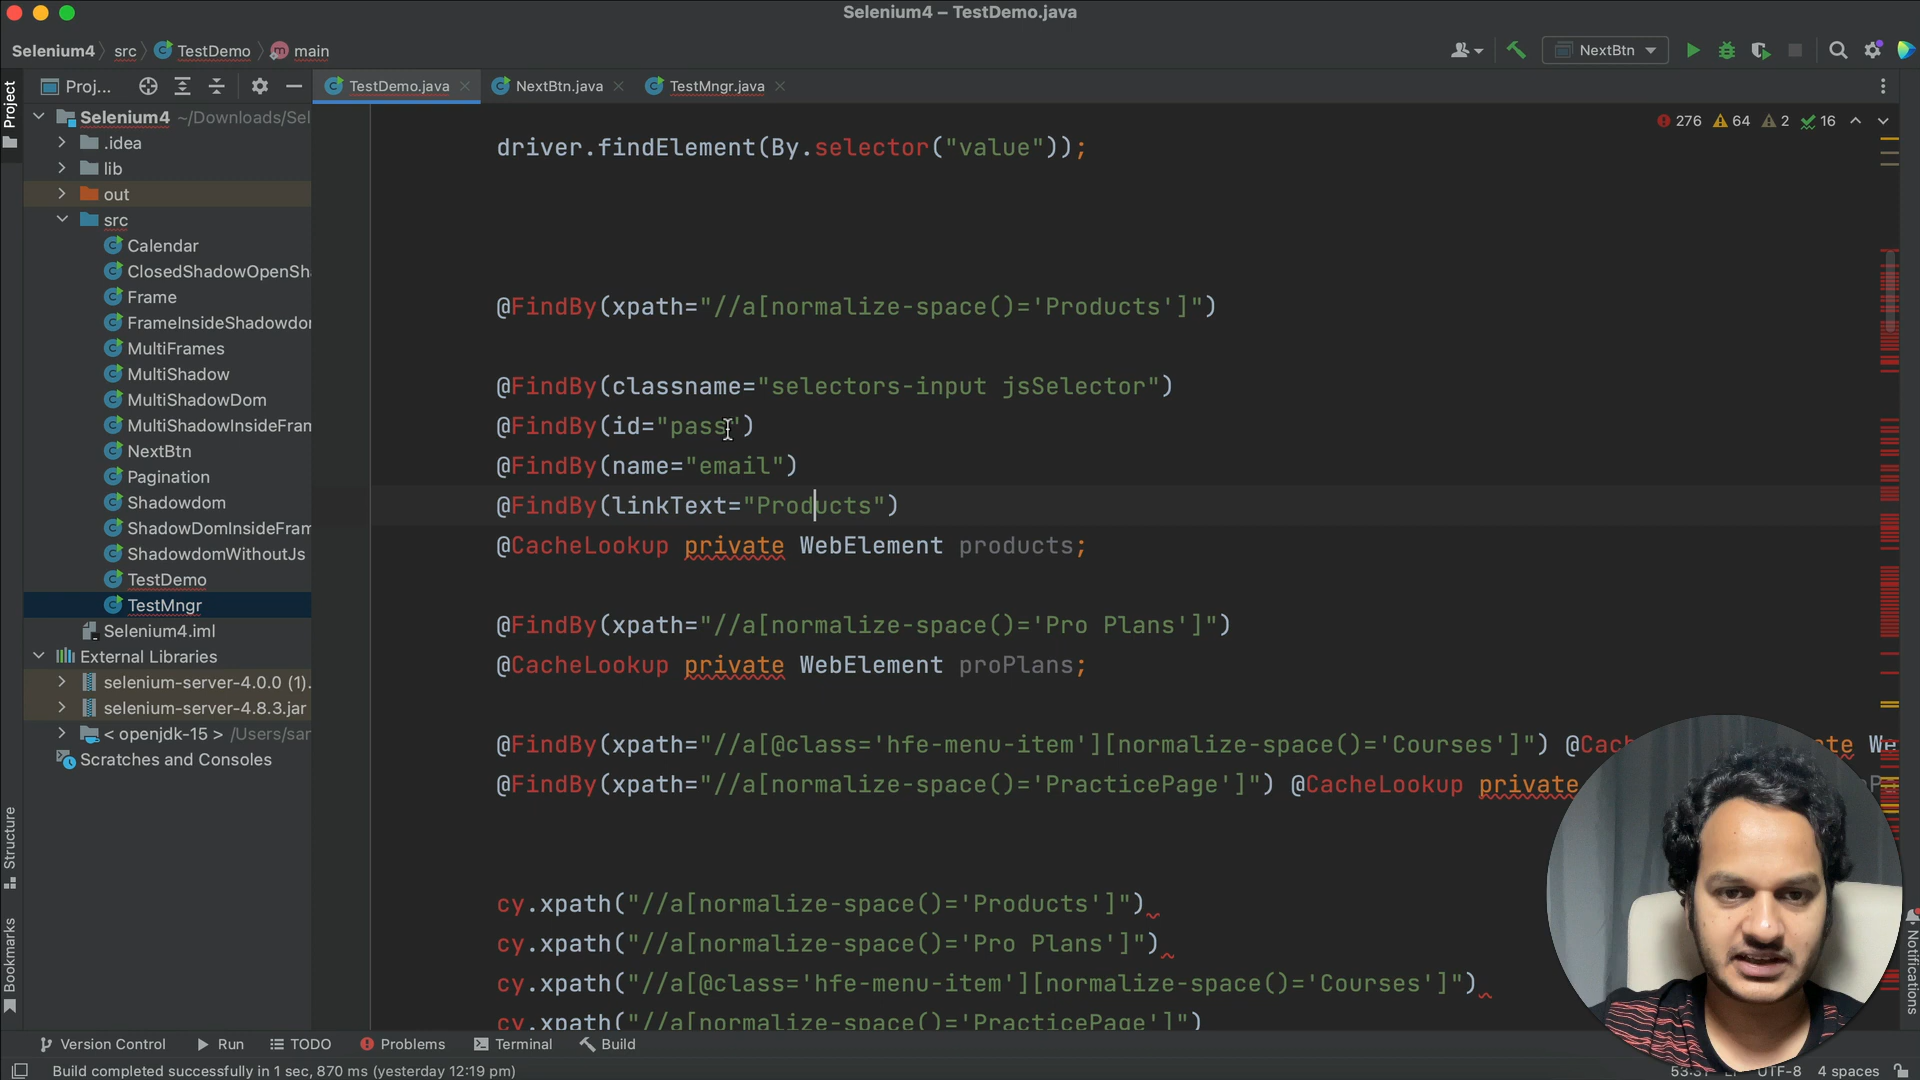 Selenium4 – TestDemo.java
Selenium4 src TestDemo main
NextBtn
Proj...
TestDemo.java NextBtn.java TestMngr.java
Project
Selenium4 ~/Downloads/Sel
.idea
lib
out
src
Calendar
ClosedShadowOpenSh
Frame
FrameInsideShadowdo
MultiFrames
MultiShadow
MultiShadowDom
MultiShadowInsideFram
NextBtn
Pagination
Shadowdom
ShadowDomInsideFram
ShadowdomWithoutJs
TestDemo
TestMngr
Selenium4.iml
External Libraries
selenium-server-4.0.0 (1).
selenium-server-4.8.3.jar
< openjdk-15 > /Users/sar
Scratches and Consoles
Structure
Bookmarks
276 64 2 16
driver.findElement(By.selector("value"));
@FindBy(xpath="//a[normalize-space()='Products']")
@FindBy(classname="selectors-input jsSelector")
@FindBy(id="pass")
@FindBy(name="email")
@FindBy(linkText="Products")
@CacheLookup private WebElement products;
@FindBy(xpath="//a[normalize-space()='Pro Plans']")
@CacheLookup private WebElement proPlans;
@FindBy(xpath="//a[@class='hfe-menu-item'][normalize-space()='Courses']") @Cac te We
@FindBy(xpath="//a[normalize-space()='PracticePage']") @CacheLookup private
cy.xpath("//a[normalize-space()='Products']")
cy.xpath("//a[normalize-space()='Pro Plans']")
cy.xpath("//a[@class='hfe-menu-item'][normalize-space()='Courses']")
cy.xpath("//a[normalize-space()='PracticePage']")
Notifications
Version Control Run TODO Problems Terminal Build
Build completed successfully in 1 sec, 870 ms (yesterday 12:19 pm)
UTF-8 4 spaces